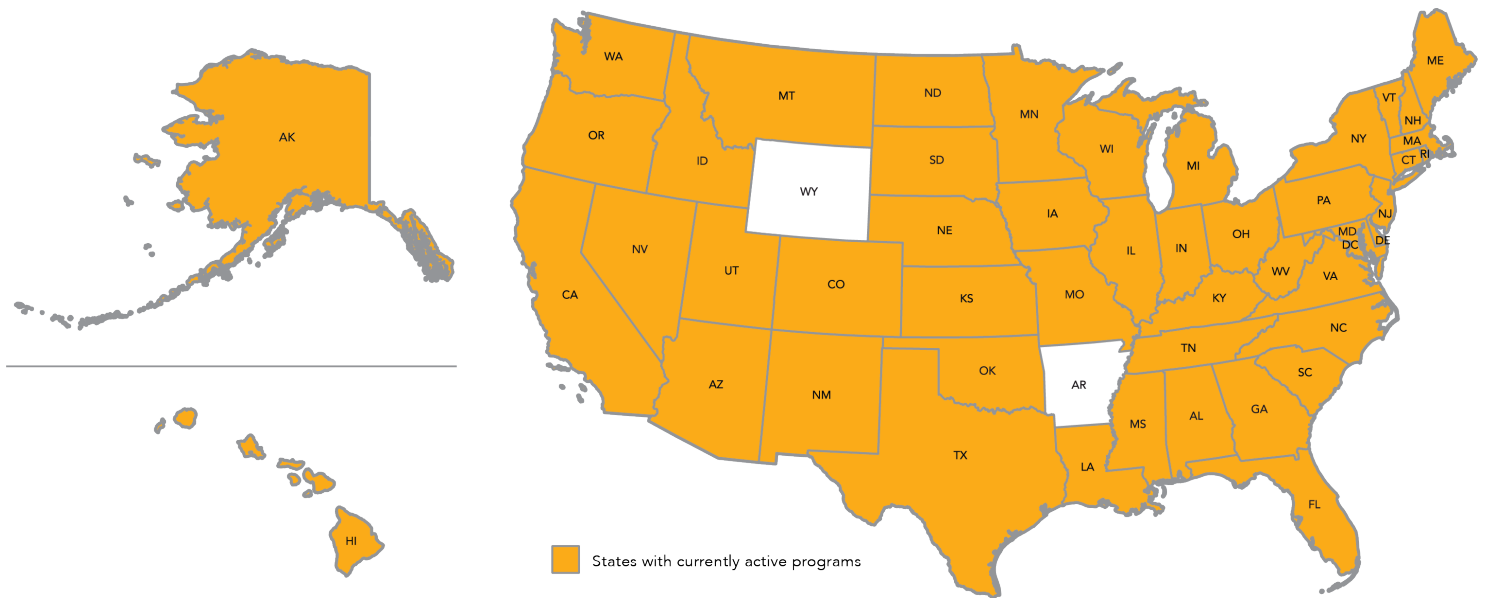 WA
MT
ND
MN
ME
VT
NH
NY
MA
CT
RI
AK
OR
ID
WY
SD
WI
MI
IA
NE
PA
NJ
MD
DE
DC
OH
IN
IL
NV
UT
CO
CA
KS
MO
KY
WV
VA
NC
TN
SC
AZ
NM
OK
AR
MS
AL
GA
TX
LA
FL
HI
States with currently active programs